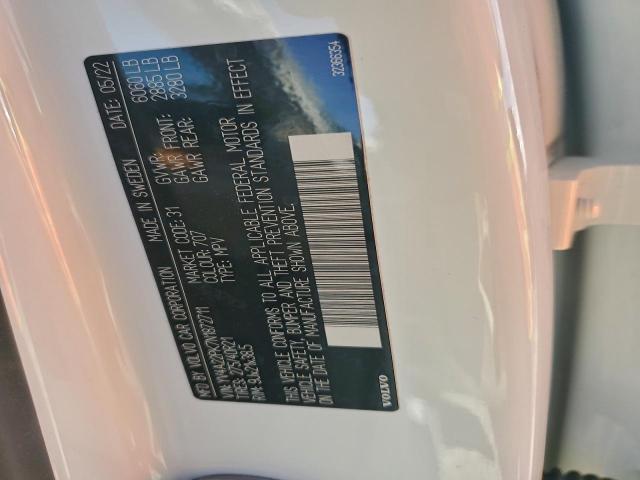 MFD. BY VOLVO CAR CORPORATION MADE IN SWEDEN DATE: 05/22
MARKET CODE: 31 GVWR: 6060 LB
COLOUR: 707 GAWR FRONT: 2885 LB
TYPE: MPV GAWR REAR: 3280 LB
THIS VEHICLE CONFORMS TO ALL APPLICABLE FEDERAL MOTOR
VEHICLE SAFETY, BUMPER AND THEFT PREVENTION STANDARDS IN EFFECT
ON THE DATE OF MANUFACTURE SHOWN ABOVE.
VOLVO 32366354